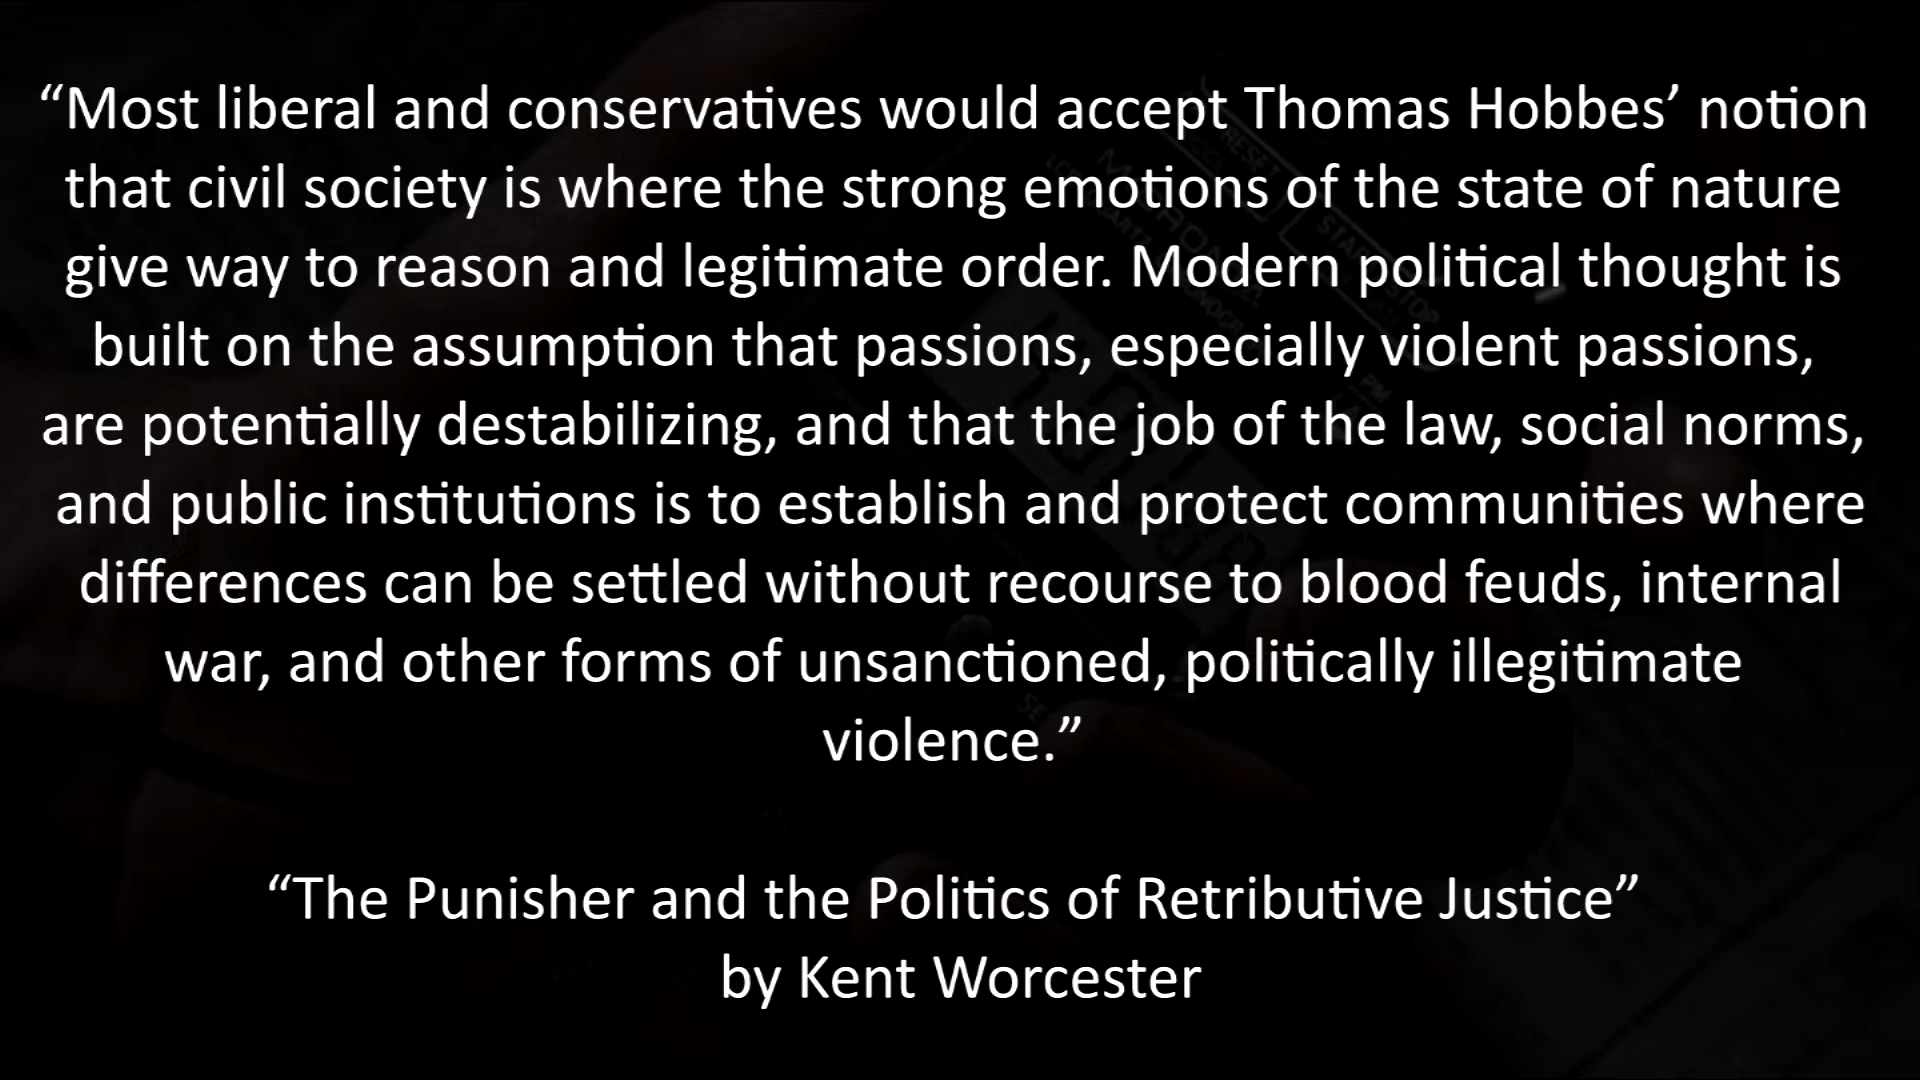 “Most liberal and conservatives would accept Thomas Hobbes’ notion
that civil society is where the strong emotions of the state of nature
give way to reason and legitimate order. Modern political thought is
built on the assumption that passions, especially violent passions,
are potentially destabilizing, and that the job of the law, social norms,
and public institutions is to establish and protect communities where
differences can be settled without recourse to blood feuds, internal
war, and other forms of unsanctioned, politically illegitimate
violence.”
“The Punisher and the Politics of Retributive Justice”
by Kent Worcester